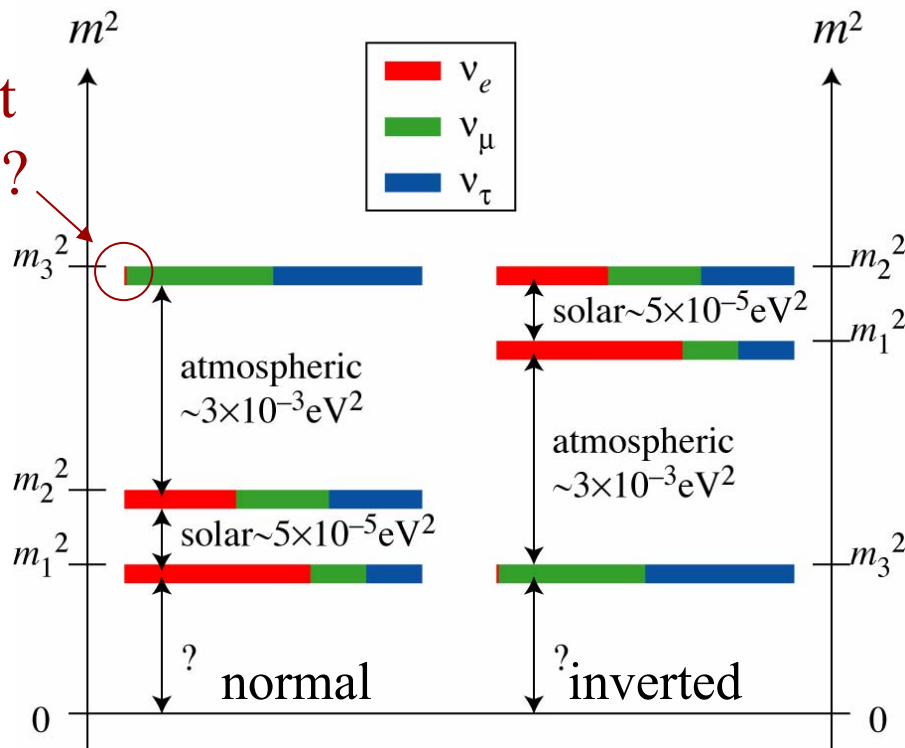 m²
m²
t
?
νₑ
ν_μ
ν_τ
m₃²
m₂²
solar~5×10⁻⁵eV²
m₁²
atmospheric
~3×10⁻³eV²
atmospheric
~3×10⁻³eV²
m₂²
solar~5×10⁻⁵eV²
m₁²
m₃²
?
normal
?
inverted
0
0